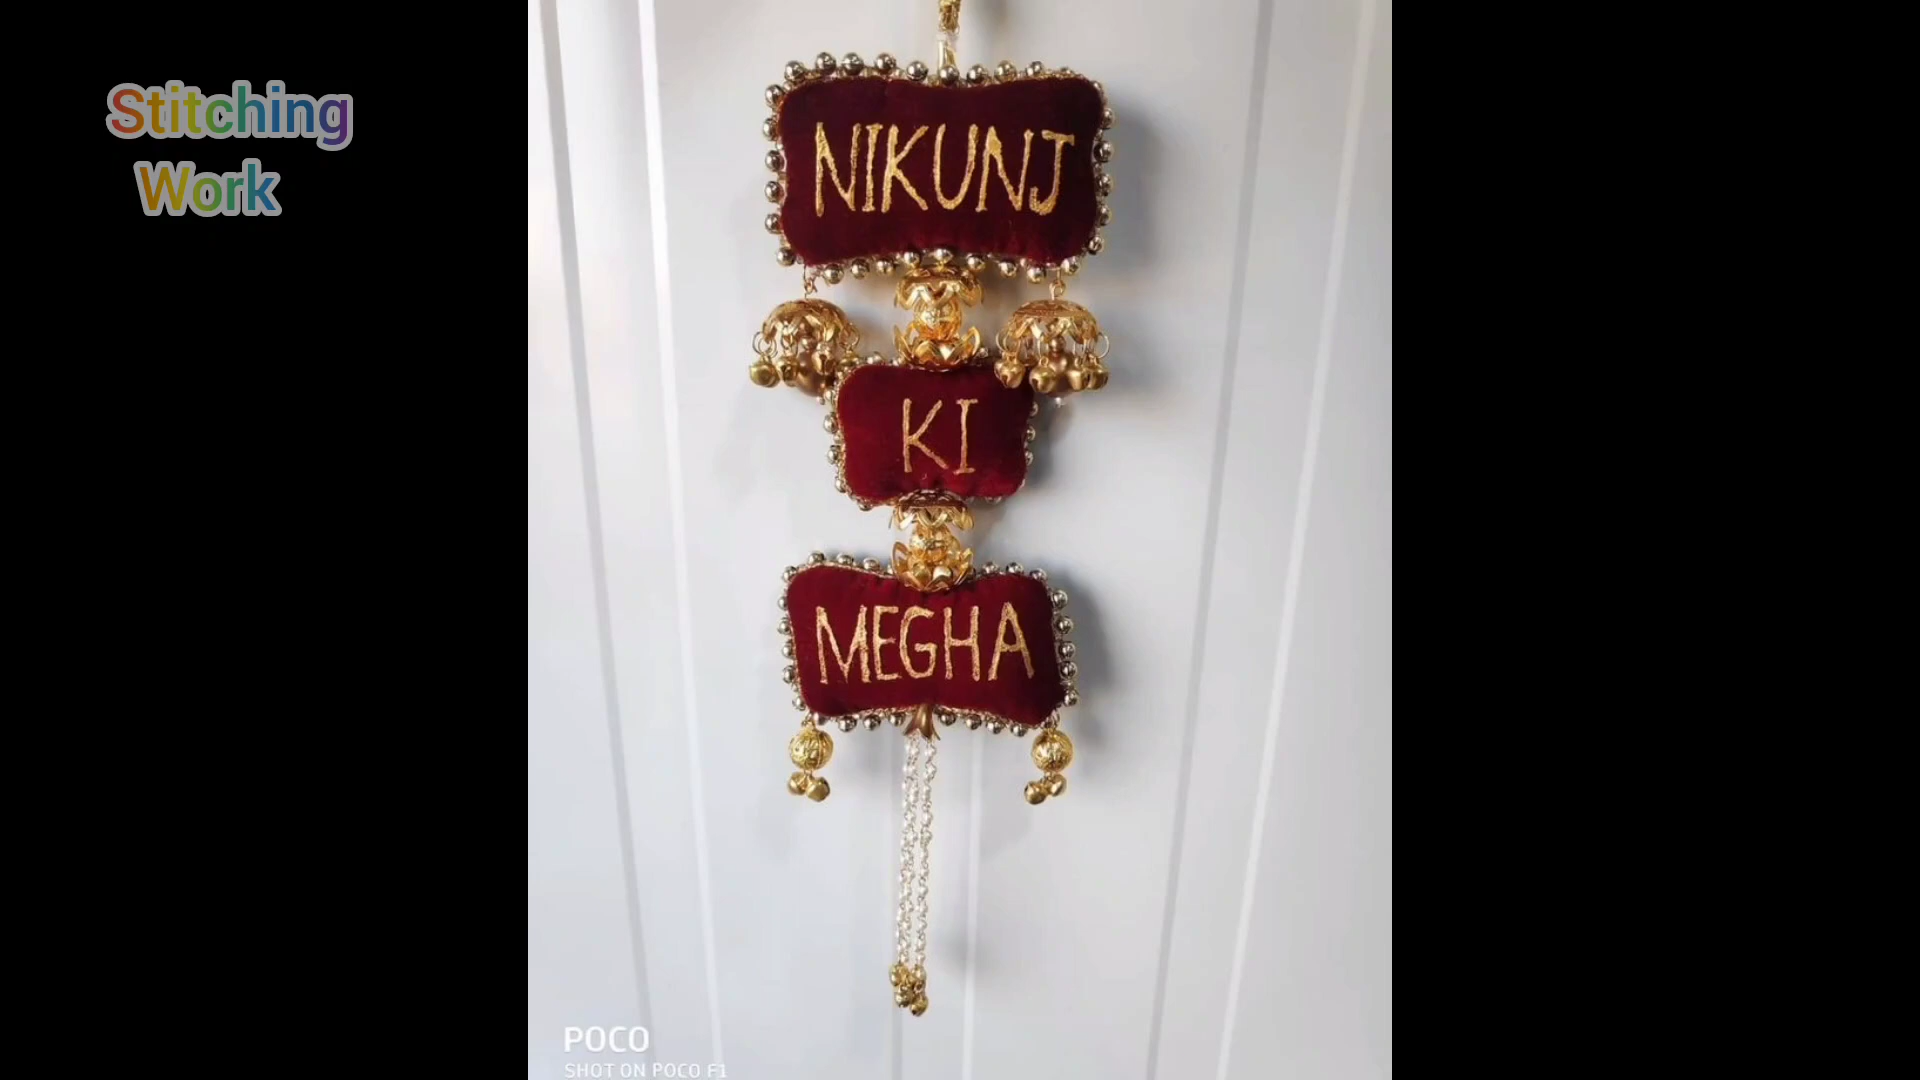 Stitching
Work
NIKUNJ
KI
MEGHA
POCO
SHOT ON POCO F1